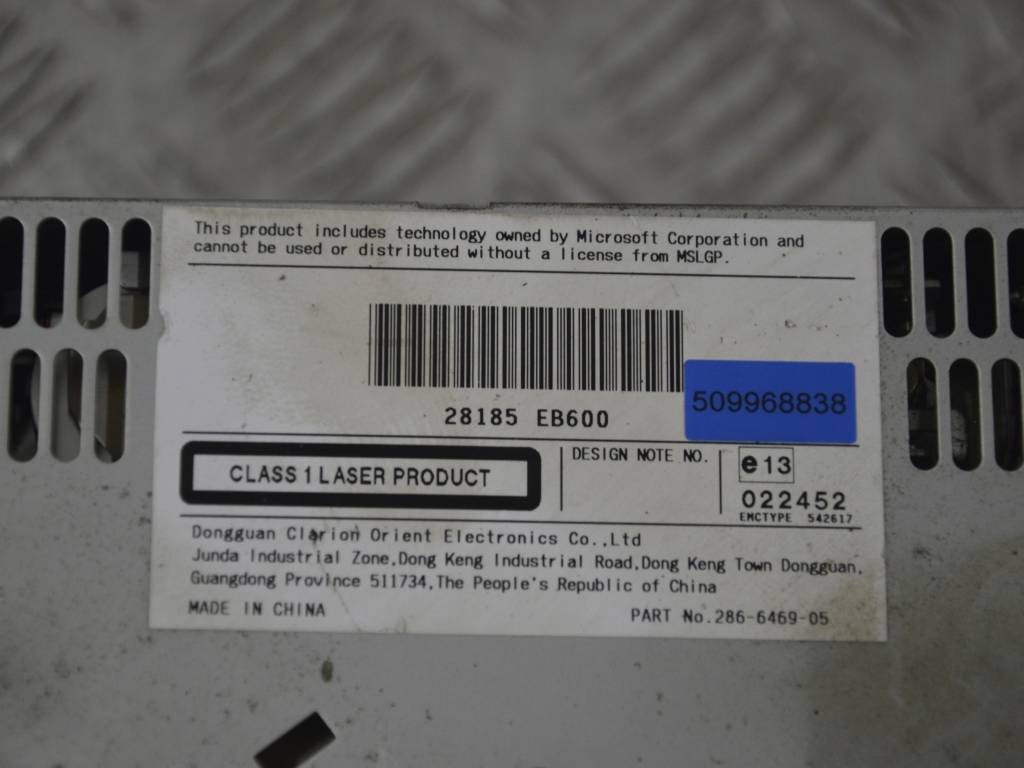 This product includes technology owned by Microsoft Corporation and
cannot be used or distributed without a license from MSLGP.
28185 EB600
509968838
CLASS 1 LASER PRODUCT
DESIGN NOTE NO.
e13
022452
EMCTYPE 542617
Dongguan Clarion Orient Electronics Co.,Ltd
Junda Industrial Zone,Dong Keng Industrial Road,Dong Keng Town Dongguan,
Guangdong Province 511734,The People's Republic of China
MADE IN CHINA
PART No.286-6469-05